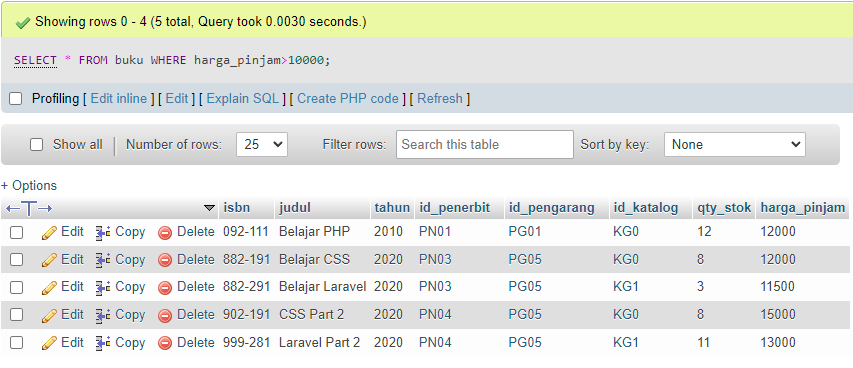 Showing rows 0 - 4 (5 total, Query took 0.0030 seconds.)
SELECT * FROM buku WHERE harga_pinjam>10000;
Profiling [ Edit inline ] [ Edit ] [ Explain SQL ] [ Create PHP code ] [ Refresh ]
Show all Number of rows: 25 Filter rows: Search this table Sort by key: None
+ Options
←T→ isbn judul tahun id_penerbit id_pengarang id_katalog qty_stok harga_pinjam
Edit Copy Delete 092-111 Belajar PHP 2010 PN01 PG01 KG0 12 12000
Edit Copy Delete 882-191 Belajar CSS 2020 PN03 PG05 KG0 8 12000
Edit Copy Delete 882-291 Belajar Laravel 2020 PN03 PG05 KG1 3 11500
Edit Copy Delete 902-191 CSS Part 2 2020 PN04 PG05 KG0 8 15000
Edit Copy Delete 999-281 Laravel Part 2 2020 PN04 PG05 KG1 11 13000